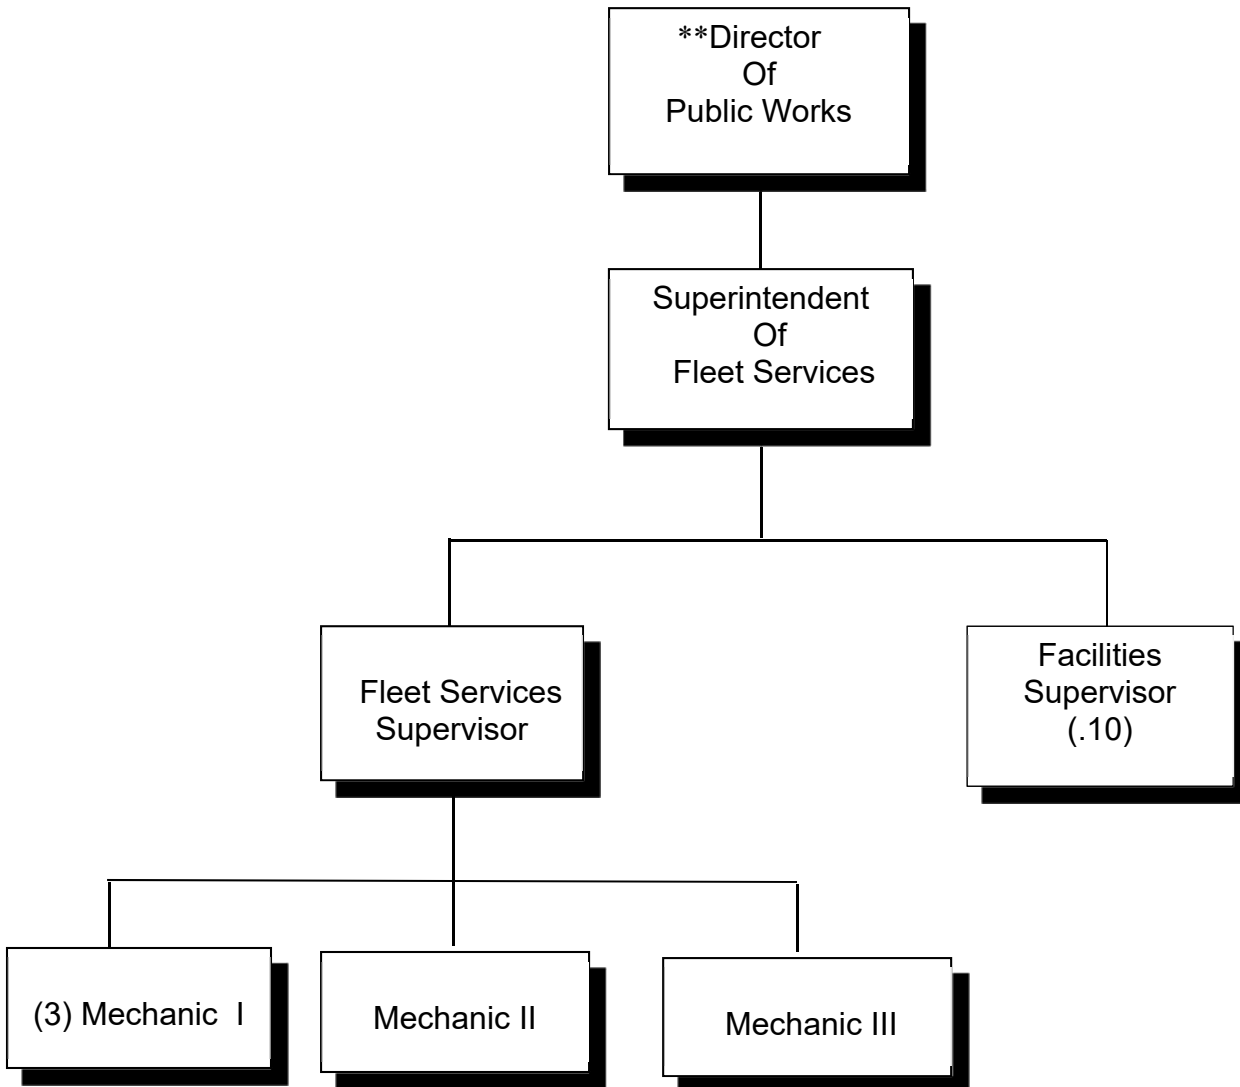 **Director
Of
Public Works
Superintendent
Of
Fleet Services
Fleet Services
Supervisor
Facilities
Supervisor
(.10)
(3) Mechanic  I
Mechanic II
Mechanic III